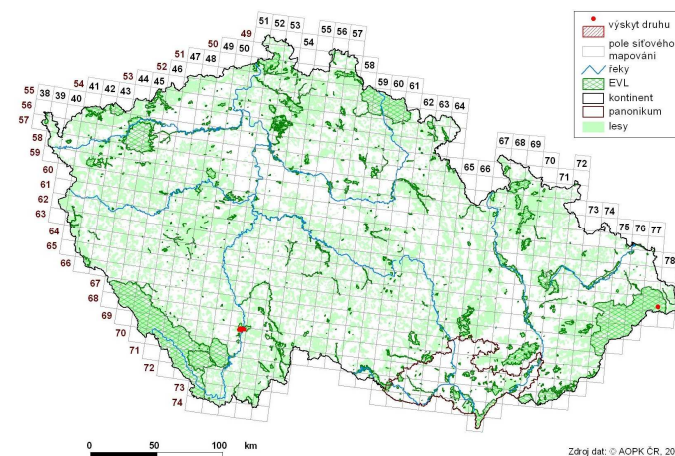 51 52 53
55 56 57
49
54
50
49 50
51
47 48
58
52
46
59 60 61
53
44 45
54
41 42 43
62 63 64
55
38 39 40
56
57
58
59
60
61
62
63
64
65
66
67
68
69
70
71
72
73
74
65 66
67 68 69
70
71
72
73 74
75 76 77
78
výskyt druhu
pole síťového
mapování
řeky
EVL
kontinent
panonikum
lesy
0 50 100 km
Zdroj dat: © AOPK ČR, 20